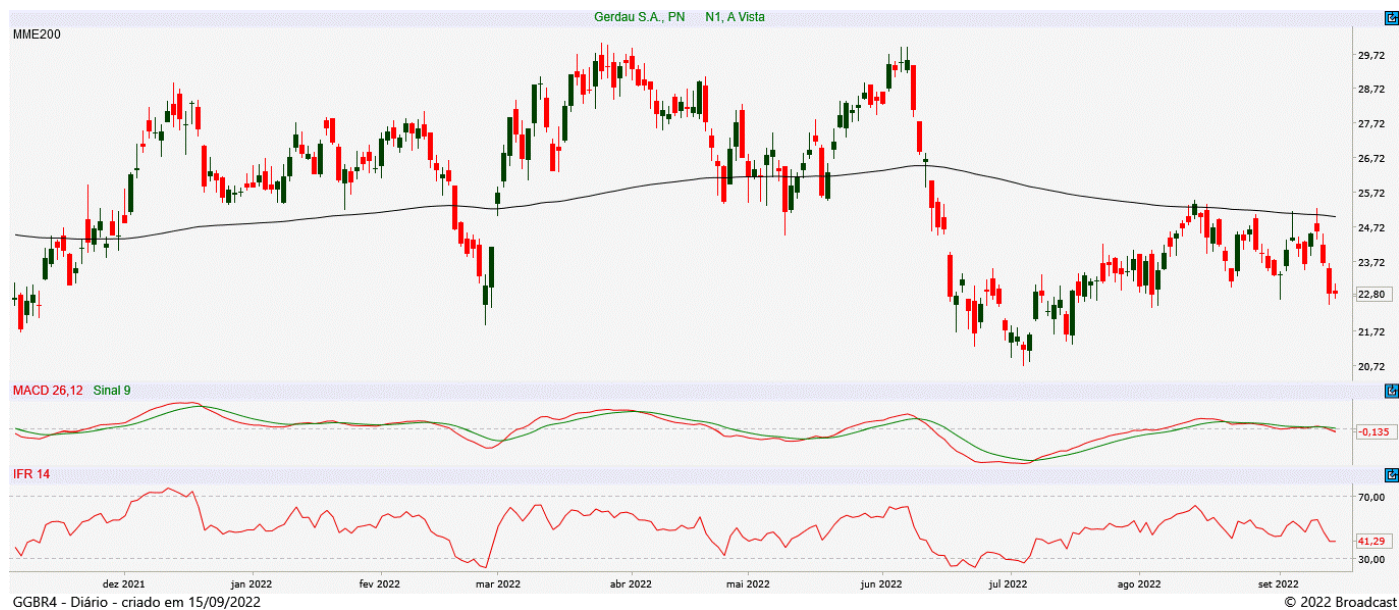 Gerdau S.A., PN N1, A Vista
MME200
29,72
28,72
27,72
26,72
25,72
24,72
23,72
22,80
21,72
20,72
MACD 26,12 Sinal 9
-0,135
IFR 14
70,00
41,29
30,00
dez 2021 jan 2022 fev 2022 mar 2022 abr 2022 mai 2022 jun 2022 jul 2022 ago 2022 set 2022
GGBR4 - Diário - criado em 15/09/2022 © 2022 Broadcast